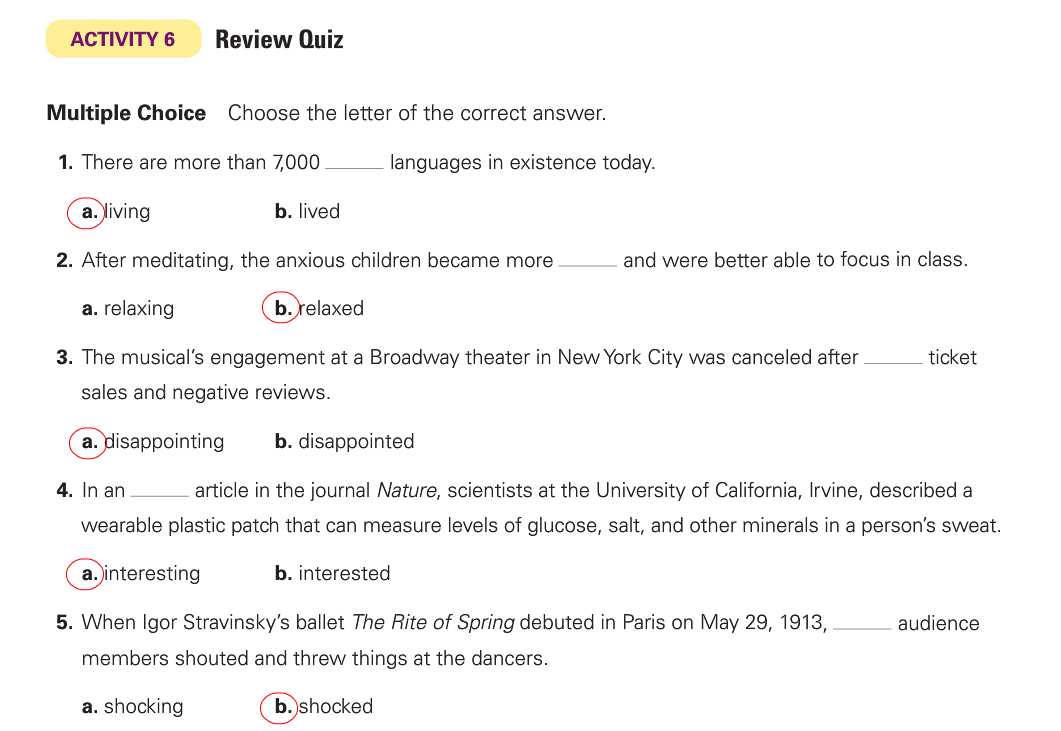 ACTIVITY 6 Review Quiz
Multiple Choice Choose the letter of the correct answer.
1. There are more than 7,000 ______ languages in existence today.
a. living b. lived
2. After meditating, the anxious children became more ______ and were better able to focus in class.
a. relaxing b. relaxed
3. The musical’s engagement at a Broadway theater in New York City was canceled after ______ ticket
sales and negative reviews.
a. disappointing b. disappointed
4. In an ______ article in the journal Nature, scientists at the University of California, Irvine, described a
wearable plastic patch that can measure levels of glucose, salt, and other minerals in a person’s sweat.
a. interesting b. interested
5. When Igor Stravinsky’s ballet The Rite of Spring debuted in Paris on May 29, 1913, ______ audience
members shouted and threw things at the dancers.
a. shocking b. shocked